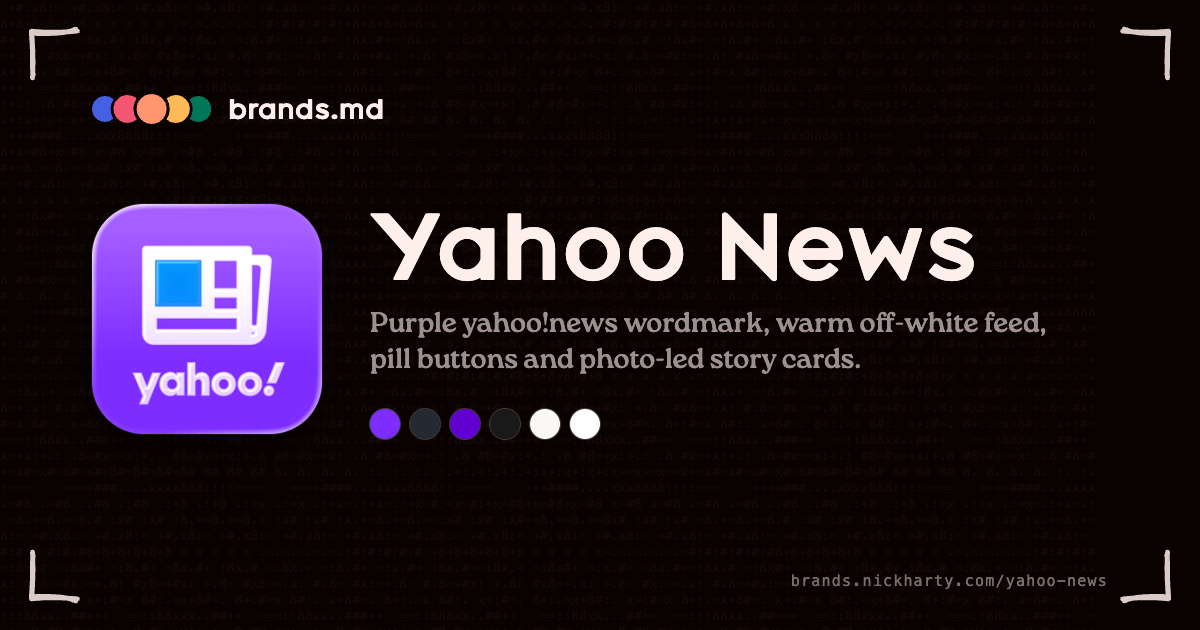 brands.md
yahoo!
Yahoo News
Purple yahoo!news wordmark, warm off-white feed,
pill buttons and photo-led story cards.
brands.nickharty.com/yahoo-news